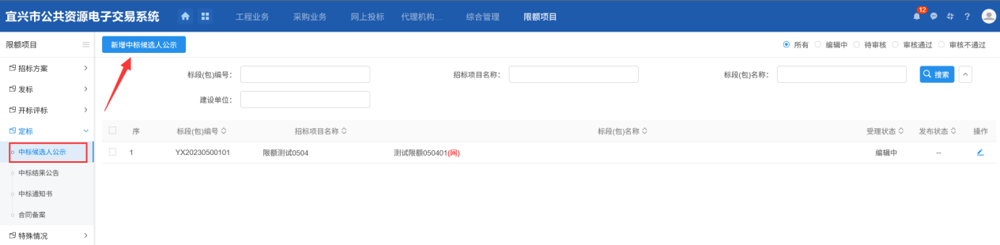 宜兴市公共资源电子交易系统 工程业务 采购业务 网上投标 代理机构... 综合管理 限额项目 12 ?
限额项目 新增中标候选人公示 所有 编辑中 待审核 审核通过 审核不通过
招标方案
标段(包)编号: 招标项目名称: 标段(包)名称: 搜索
发标
建设单位:
开标评标
定标
序 标段(包)编号 招标项目名称 标段(包)名称 受理状态 发布状态 操作
中标候选人公示
1 YX20230500101 限额测试0504 测试限额050401(网) 编辑中 --
中标结果公告
中标通知书
合同备案
特殊情况